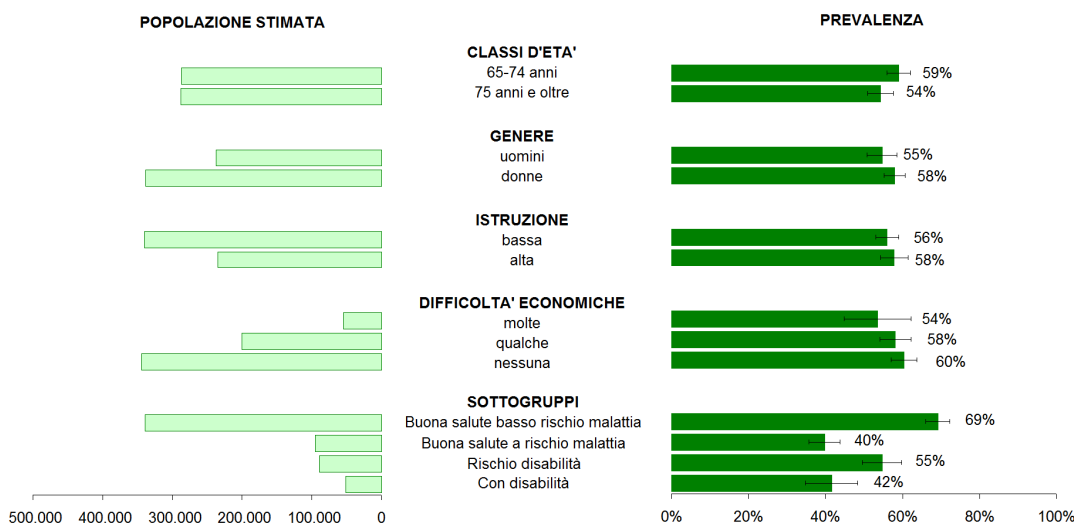 POPOLAZIONE STIMATA
PREVALENZA
CLASSI D'ETA'
65-74 anni
59%
75 anni e oltre
54%
GENERE
uomini
55%
donne
58%
ISTRUZIONE
bassa
56%
alta
58%
DIFFICOLTA' ECONOMICHE
molte
54%
qualche
58%
nessuna
60%
SOTTOGRUPPI
Buona salute basso rischio malattia
69%
Buona salute a rischio malattia
40%
Rischio disabilità
55%
Con disabilità
42%
500.000 400.000 300.000 200.000 100.000 0
0% 20% 40% 60% 80% 100%